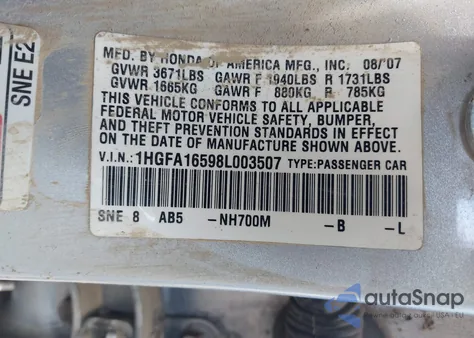 SNE E2
MFD. BY HONDA OF AMERICA MFG., INC. 08/'07
GVWR 3671LBS GAWR F 1940LBS R 1731LBS
GVWR 1665KG GAWR F 880KG R 785KG
THIS VEHICLE CONFORMS TO ALL APPLICABLE
FEDERAL MOTOR VEHICLE SAFETY, BUMPER,
AND THEFT PREVENTION STANDARDS IN EFFECT
ON THE DATE OF MANUFACTURE SHOWN ABOVE.
V.I.N.: 1HGFA16598L003507 TYPE:PASSENGER CAR
SNE 8 AB5 -NH700M -B -L
autoSnap